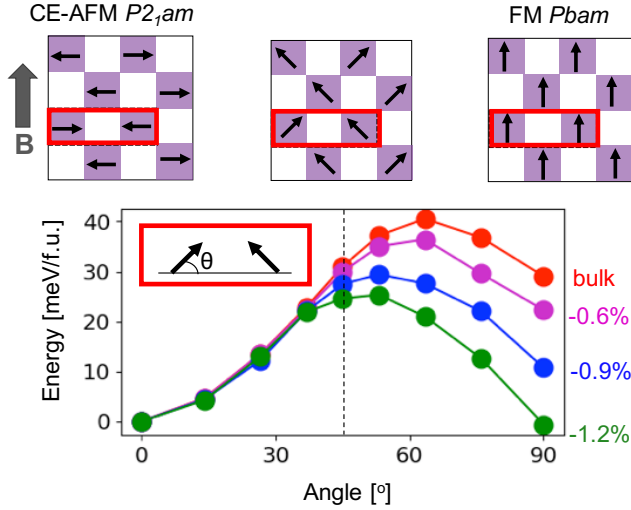 CE-AFM P2₁am
FM Pbam
B
θ
Energy [meV/f.u.]
40
30
20
10
0
bulk
-0.6%
-0.9%
-1.2%
0
30
60
90
Angle [°]